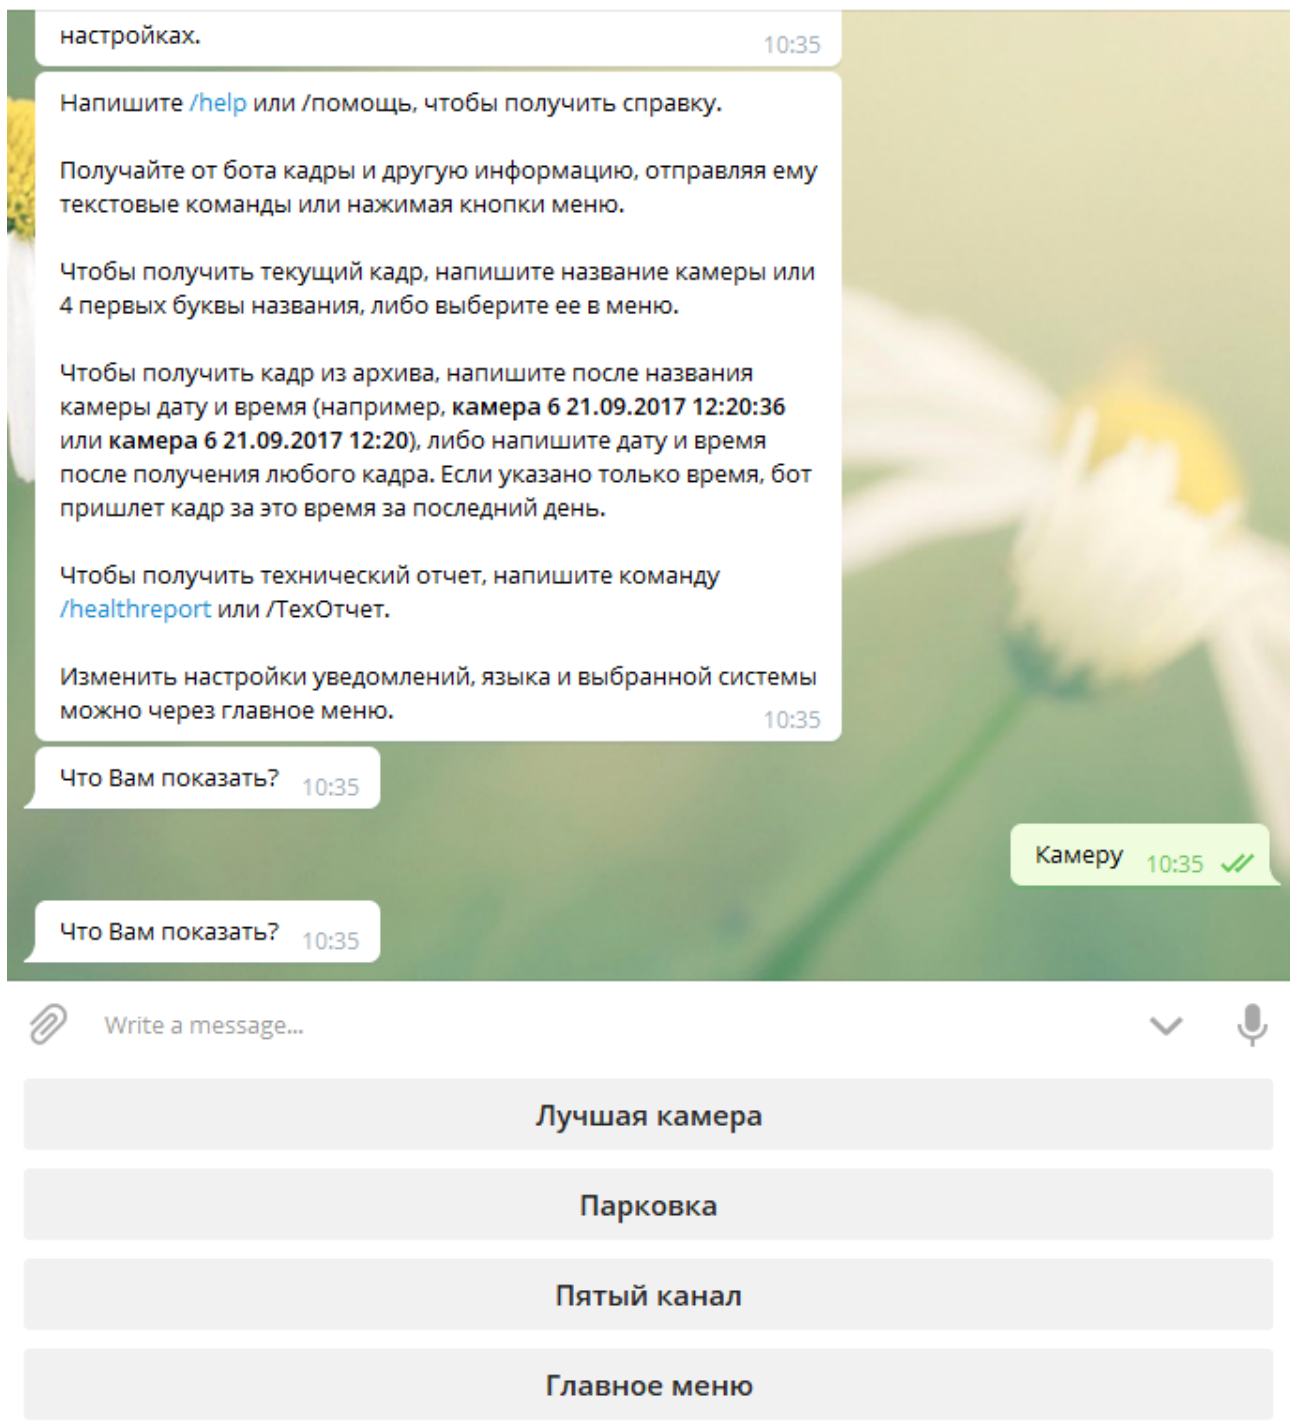 настройках.
10:35
Напишите /help или /помощь, чтобы получить справку.
Получайте от бота кадры и другую информацию, отправляя ему
текстовые команды или нажимая кнопки меню.
Чтобы получить текущий кадр, напишите название камеры или
4 первых буквы названия, либо выберите ее в меню.
Чтобы получить кадр из архива, напишите после названия
камеры дату и время (например, камера 6 21.09.2017 12:20:36
или камера 6 21.09.2017 12:20), либо напишите дату и время
после получения любого кадра. Если указано только время, бот
пришлет кадр за это время за последний день.
Чтобы получить технический отчет, напишите команду
/healthreport или /ТехОтчет.
Изменить настройки уведомлений, языка и выбранной системы
можно через главное меню.
10:35
Что Вам показать? 10:35
Камеру 10:35
Что Вам показать? 10:35
Write a message...
Лучшая камера
Парковка
Пятый канал
Главное меню